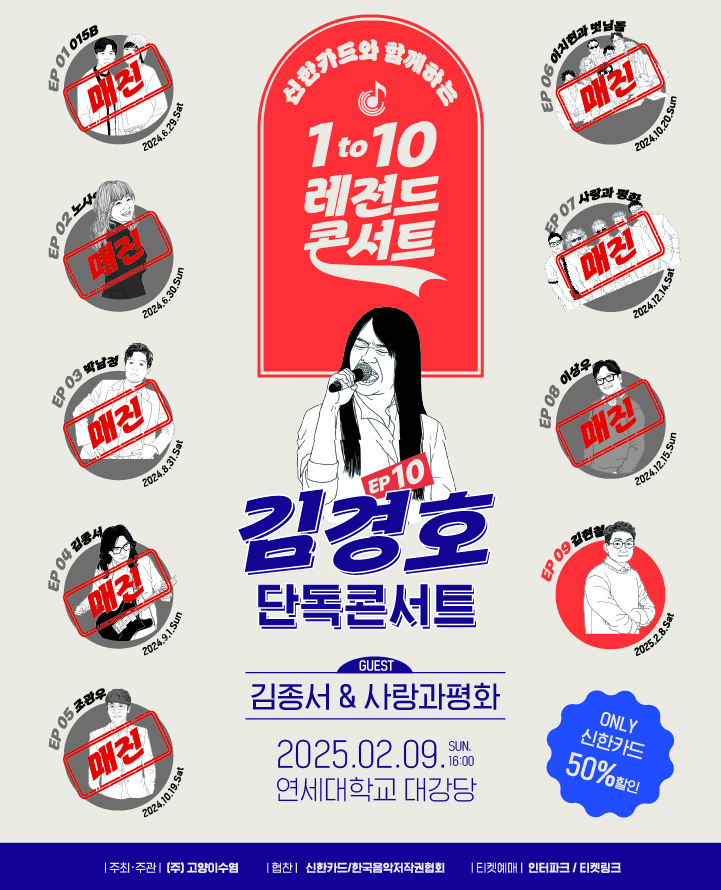 신한카드와 함께하는
1 to 10
레전드
콘서트
EP 01 015B
매진
2024.6.29.Sat
EP 02 노사
매진
2024.6.30.Sun
EP 03 박남정
매진
2024.8.31.Sat
EP 04 김종서
매진
2024.9.1.Sun
EP 05 조관우
매진
2024.10.19.Sat
EP 06 이치현과 벗님들
매진
2024.10.20.Sun
EP 07 사랑과 평화
매진
2024.12.14.Sat
EP 08 이상우
매진
2024.12.15.Sun
EP 09 김현철
2025.2.8.Sat
EP 10
김경호
단독콘서트
GUEST
김종서 & 사랑과평화
2025.02.09. SUN. 16:00
연세대학교 대강당
ONLY
신한카드
50%할인
| 주최·주관 | (주) 고양이수염 | 협찬 | 신한카드/한국음악저작권협회 | 티켓예매 | 인터파크 / 티켓링크